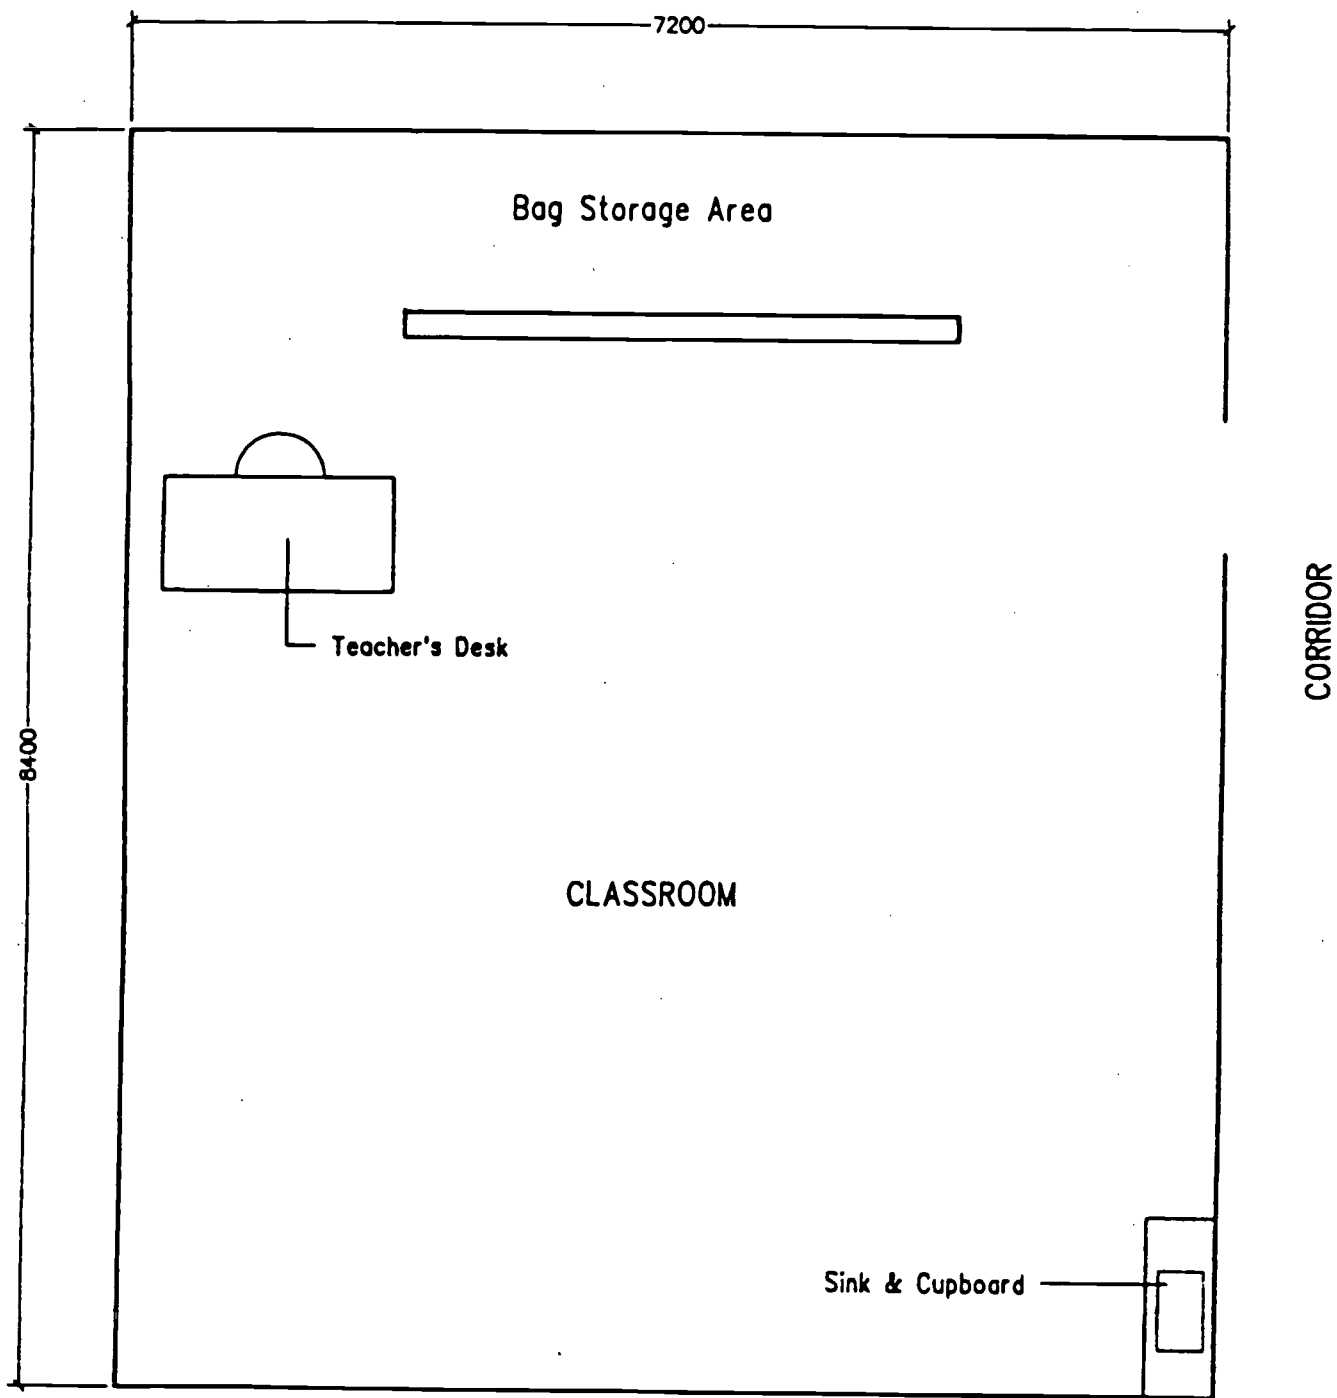 7200
Bag Storage Area
Teacher's Desk
CORRIDOR
8400
CLASSROOM
Sink & Cupboard